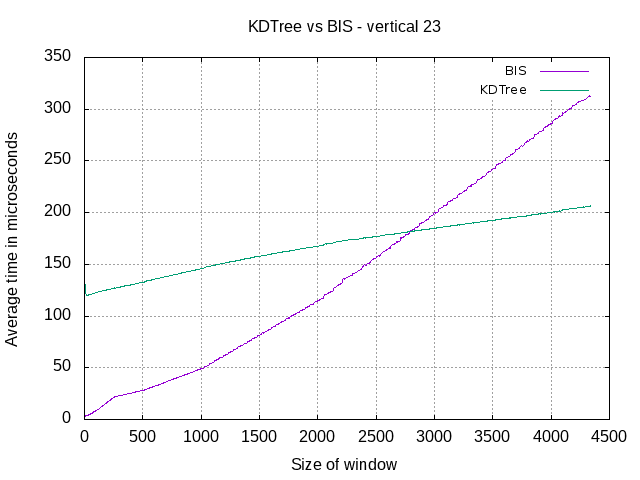 KDTree vs BIS - vertical 23
350
300
250
200
150
100
50
0
Average time in microseconds
BIS
KDTree
0 500 1000 1500 2000 2500 3000 3500 4000 4500
Size of window